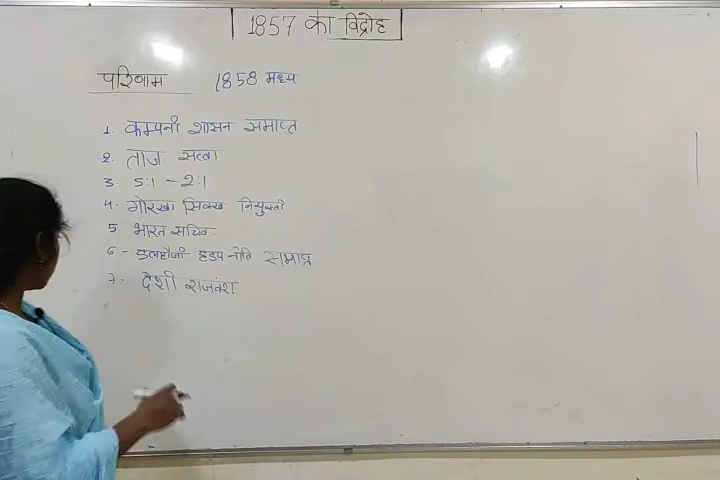 1857 का विद्रोह
परिणाम 1858 मध्य
1. कम्पनी शासन समाप्त
2. ताज सत्ता
3. 5:1 - 2:1
4. गोरखा सिक्ख नियुक्ती
5 भारत सचिव
6 - डलहौजी हडप नीति समाप्त
7. देशी राजवंश